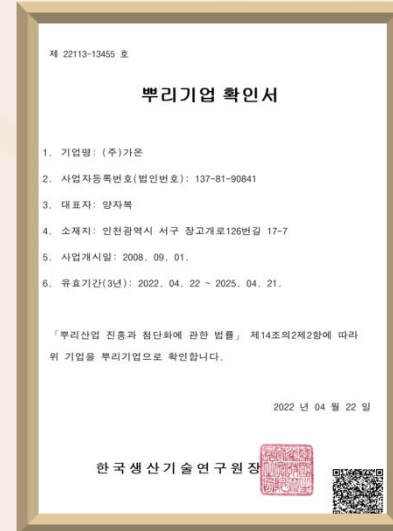 제 22113-13455 호
뿌리기업 확인서
1. 기업명: (주)가온
2. 사업자등록번호(법인번호): 137-81-90841
3. 대표자: 양자복
4. 소재지: 인천광역시 서구 장고개로126번길 17-7
5. 사업개시일: 2008. 09. 01.
6. 유효기간(3년): 2022. 04. 22 ~ 2025. 04. 21.
「뿌리산업 진흥과 첨단화에 관한 법률」 제14조의2제2항에 따라
위 기업을 뿌리기업으로 확인합니다.
2022 년 04 월 22 일
한국생산기술연구원장